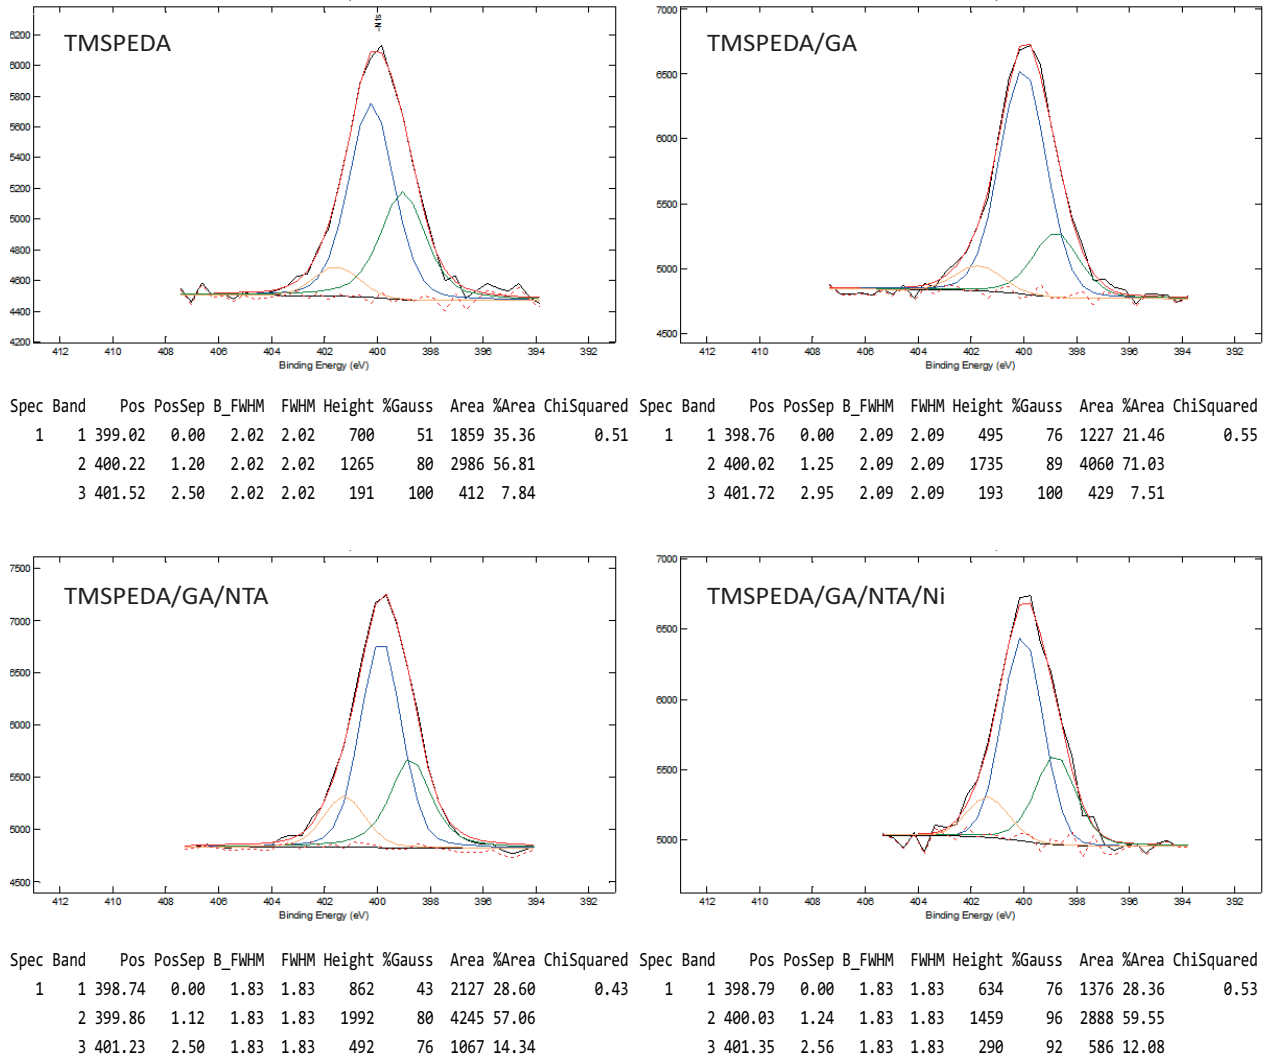 N1s
TMSPEDA
6200
6000
5800
5600
5400
5200
5000
4800
4600
4400
4200
412 410 408 406 404 402 400 398 396 394 392
Binding Energy (eV)
TMSPEDA/GA
7000
6500
6000
5500
5000
4500
412 410 408 406 404 402 400 398 396 394 392
Binding Energy (eV)
Spec Band Pos PosSep B_FWHM FWHM Height %Gauss Area %Area ChiSquared
1 1 399.02 0.00 2.02 2.02 700 51 1859 35.36 0.51
2 400.22 1.20 2.02 2.02 1265 80 2986 56.81
3 401.52 2.50 2.02 2.02 191 100 412 7.84
Spec Band Pos PosSep B_FWHM FWHM Height %Gauss Area %Area ChiSquared
1 1 398.76 0.00 2.09 2.09 495 76 1227 21.46 0.55
2 400.02 1.25 2.09 2.09 1735 89 4060 71.03
3 401.72 2.95 2.09 2.09 193 100 429 7.51
TMSPEDA/GA/NTA
7500
7000
6500
6000
5500
5000
4500
412 410 408 406 404 402 400 398 396 394 392
Binding Energy (eV)
TMSPEDA/GA/NTA/Ni
7000
6500
6000
5500
5000
412 410 408 406 404 402 400 398 396 394 392
Binding Energy (eV)
Spec Band Pos PosSep B_FWHM FWHM Height %Gauss Area %Area ChiSquared
1 1 398.74 0.00 1.83 1.83 862 43 2127 28.60 0.43
2 399.86 1.12 1.83 1.83 1992 80 4245 57.06
3 401.23 2.50 1.83 1.83 492 76 1067 14.34
Spec Band Pos PosSep B_FWHM FWHM Height %Gauss Area %Area ChiSquared
1 1 398.79 0.00 1.83 1.83 634 76 1376 28.36 0.53
2 400.03 1.24 1.83 1.83 1459 96 2888 59.55
3 401.35 2.56 1.83 1.83 290 92 586 12.08